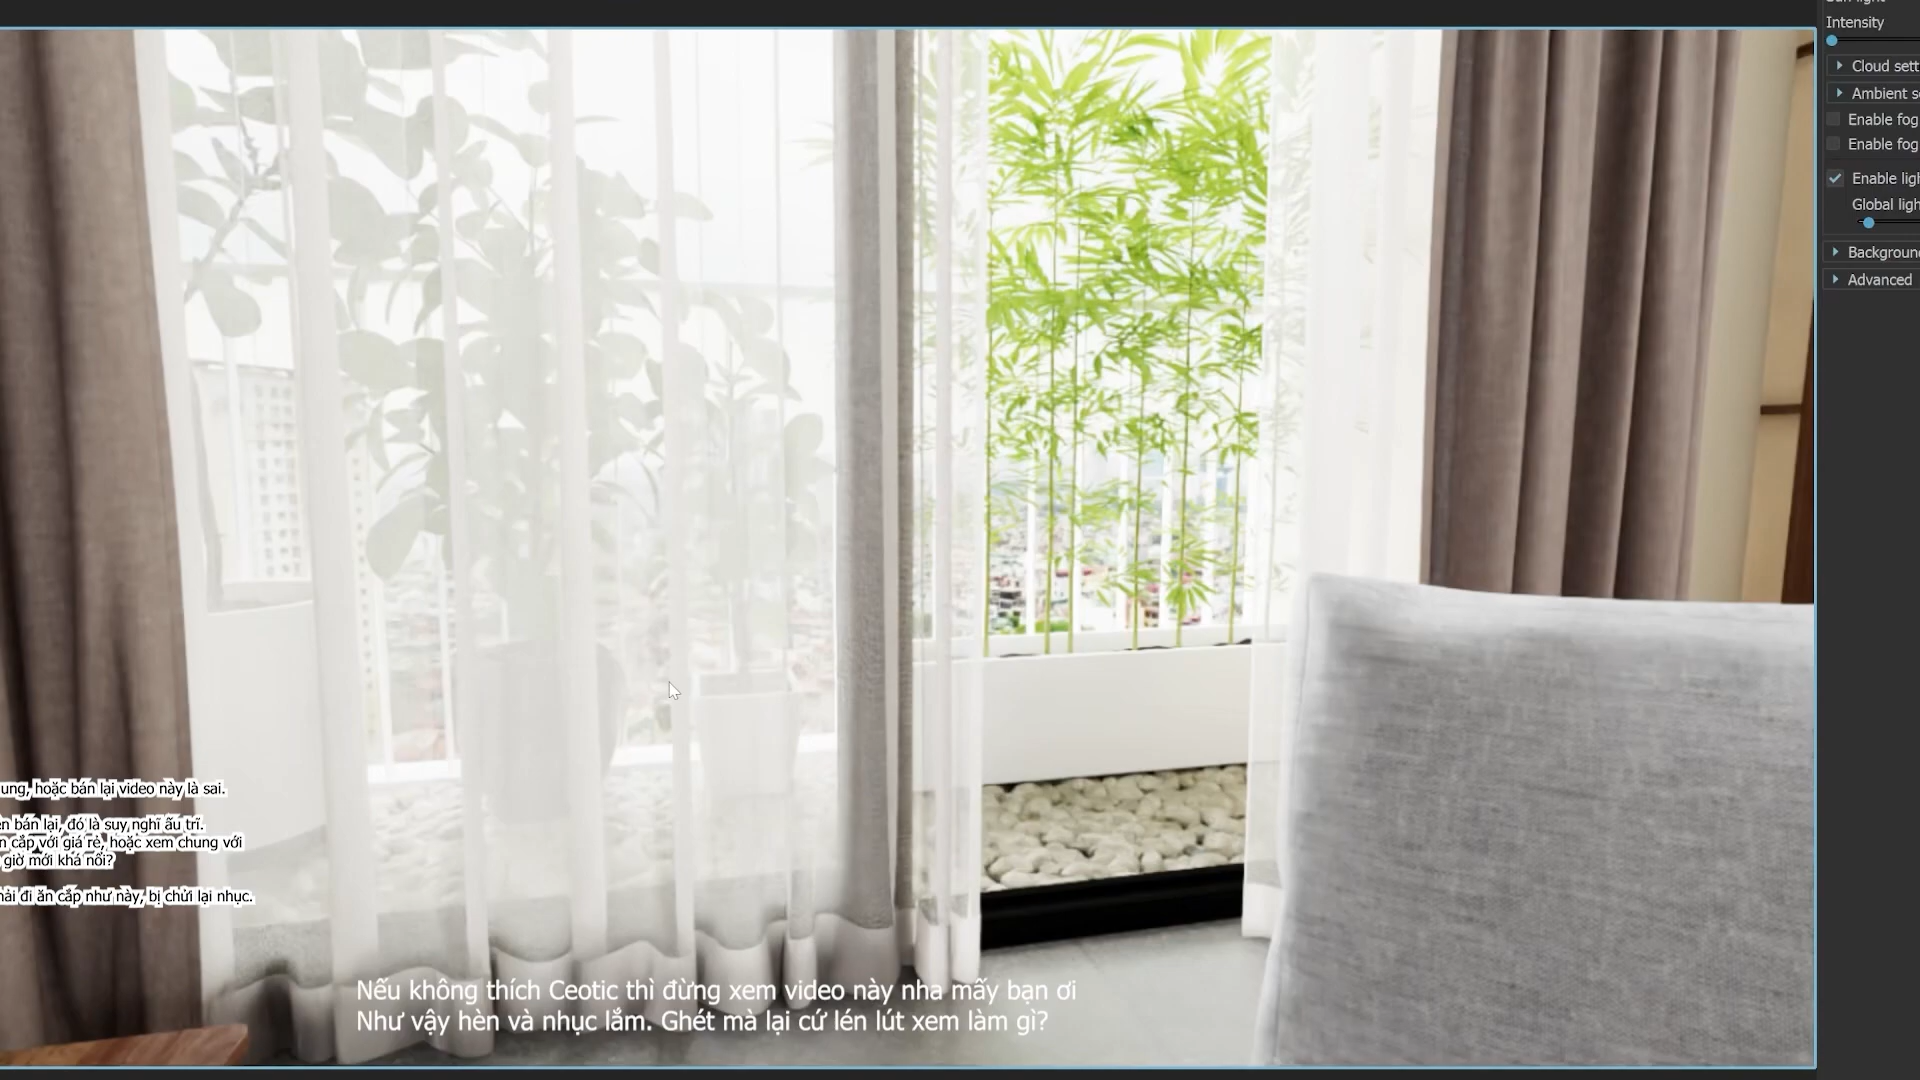 Intensity
Cloud sett
Ambient s
Enable fog
Enable fog
Enable ligh
Global ligh
Background
Advanced
ung, hoặc bán lại video này là sai.
ên bán lại, đó là suy nghĩ ấu trĩ.
n cắp với giá rẻ, hoặc xem chung với
giờ mới khá nổi?
hải đi ăn cắp như này, bị chửi lại nhục.
Nếu không thích Ceotic thì đừng xem video này nha mấy bạn ơi
Như vậy hèn và nhục lắm. Ghét mà lại cứ lén lút xem làm gì?